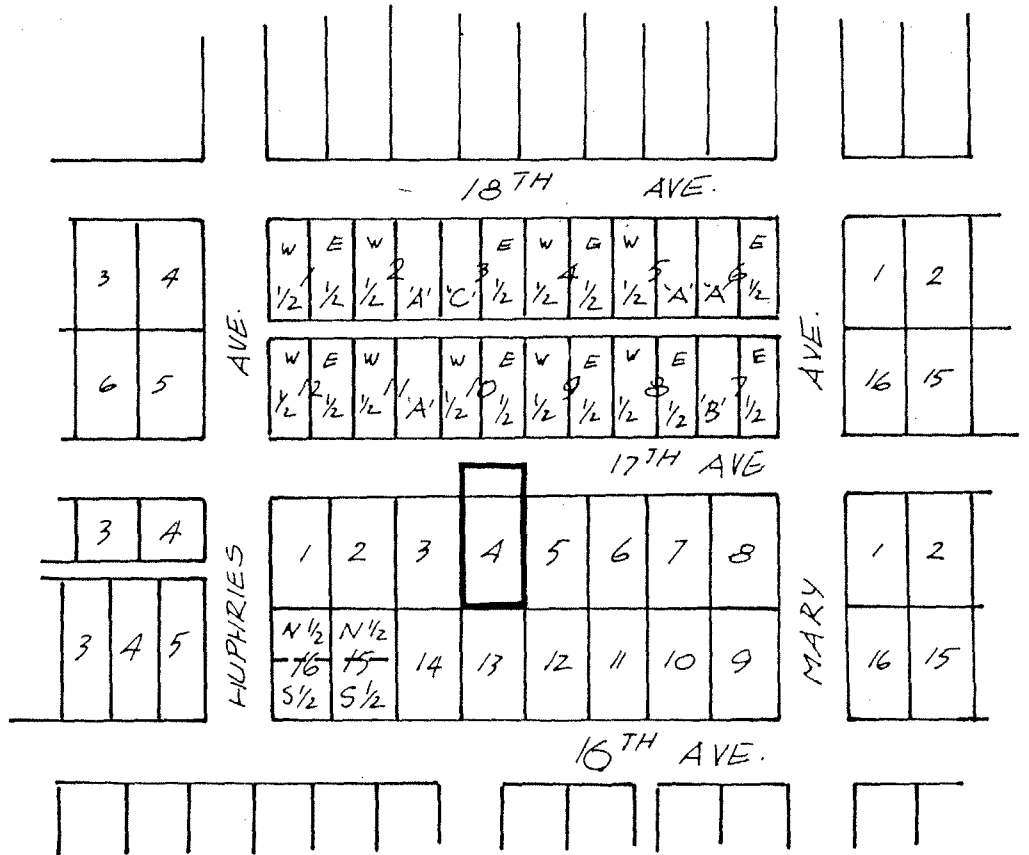 18TH AVE.
W E W E W G W E
3 4 1 2 3 4 5 6 1 2
1/2 1/2 1/2 'A' 'C' 1/2 1/2 1/2 1/2 'A' 'A' 1/2
AVE. AVE.
W E W W E W E W E E
6 5 12 11 10 9 8 7 16 15
1/2 1/2 1/2 'A' 1/2 1/2 1/2 1/2 1/2 1/2 'B' 1/2
17TH AVE
3 4 1 2 3 4 5 6 7 8 1 2
HUPHRIES MARY
N 1/2 N 1/2
3 4 5 16 15 14 13 12 11 10 9 16 15
S 1/2 S 1/2
16TH AVE.